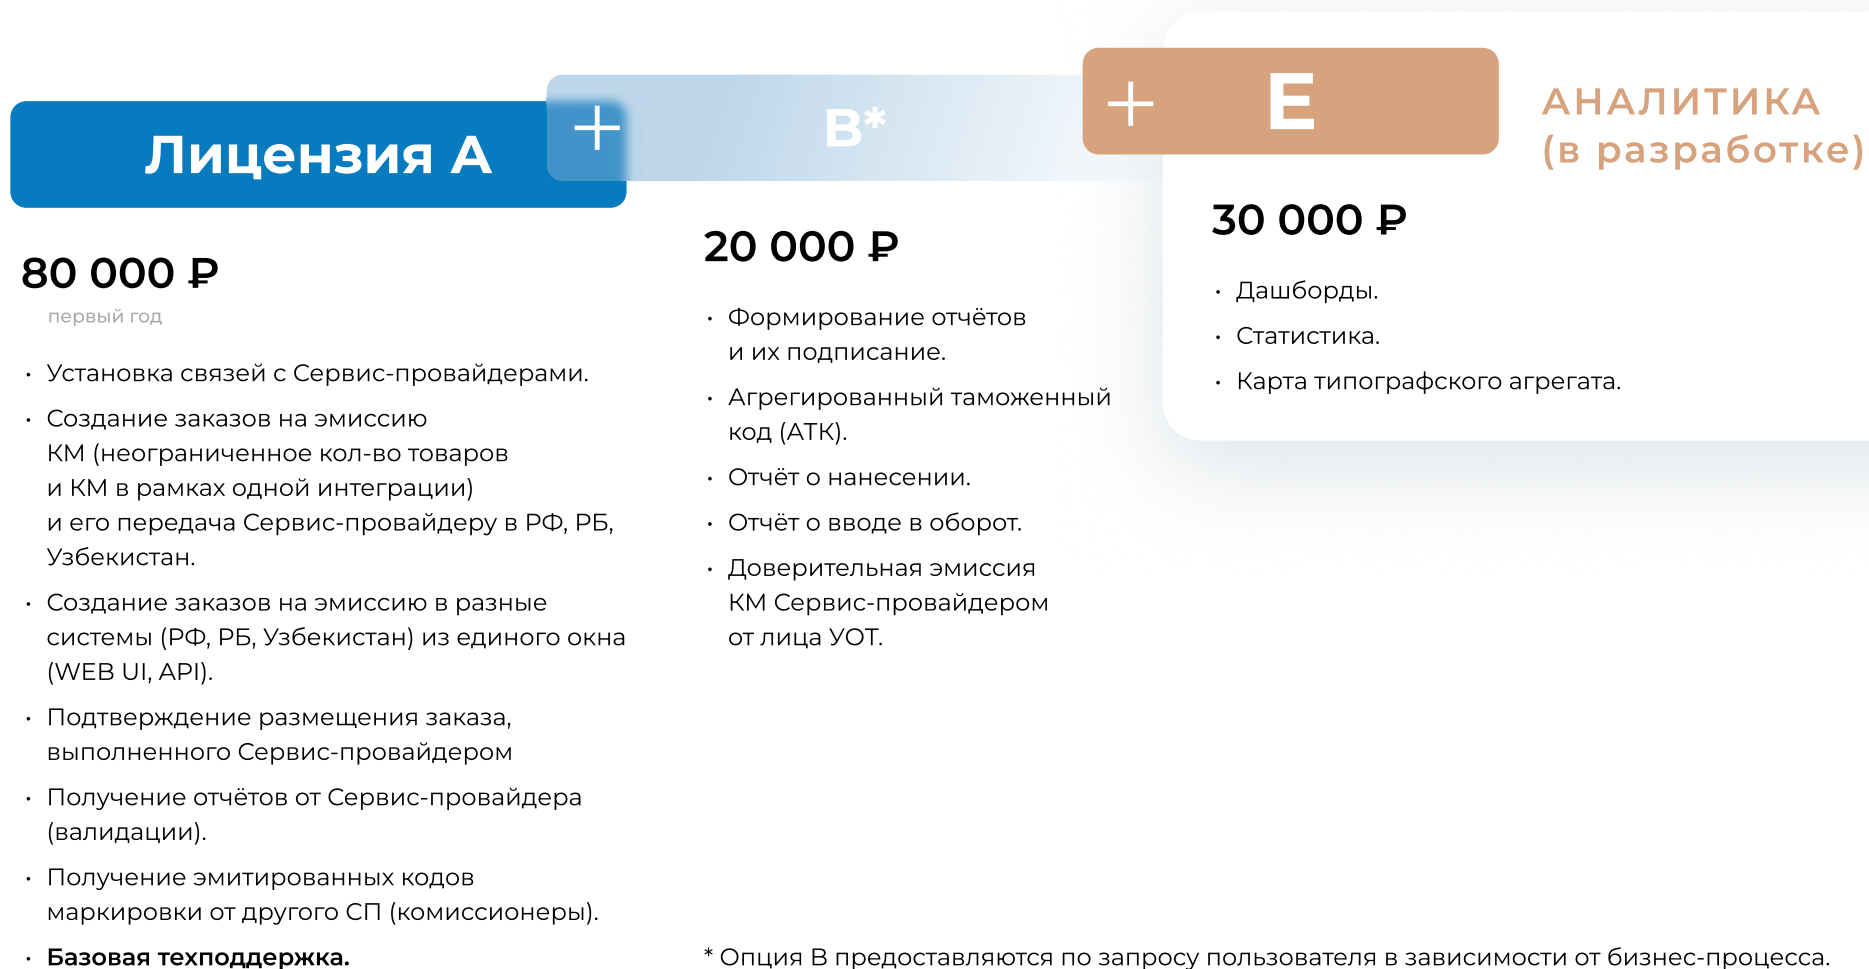 Лицензия А
+
В*
+
Е
АНАЛИТИКА
(в разработке)
80 000 ₽
первый год
• Установка связей с Сервис-провайдерами.
• Создание заказов на эмиссию
КМ (неограниченное кол-во товаров
и КМ в рамках одной интеграции)
и его передача Сервис-провайдеру в РФ, РБ,
Узбекистан.
• Создание заказов на эмиссию в разные
системы (РФ, РБ, Узбекистан) из единого окна
(WEB UI, API).
• Подтверждение размещения заказа,
выполненного Сервис-провайдером
• Получение отчётов от Сервис-провайдера
(валидации).
• Получение эмитированных кодов
маркировки от другого СП (комиссионеры).
• Базовая техподдержка.
20 000 ₽
• Формирование отчётов
и их подписание.
• Агрегированный таможенный
код (АТК).
• Отчёт о нанесении.
• Отчёт о вводе в оборот.
• Доверительная эмиссия
КМ Сервис-провайдером
от лица УОТ.
30 000 ₽
• Дашборды.
• Статистика.
• Карта типографского агрегата.
* Опция В предоставляются по запросу пользователя в зависимости от бизнес-процесса.